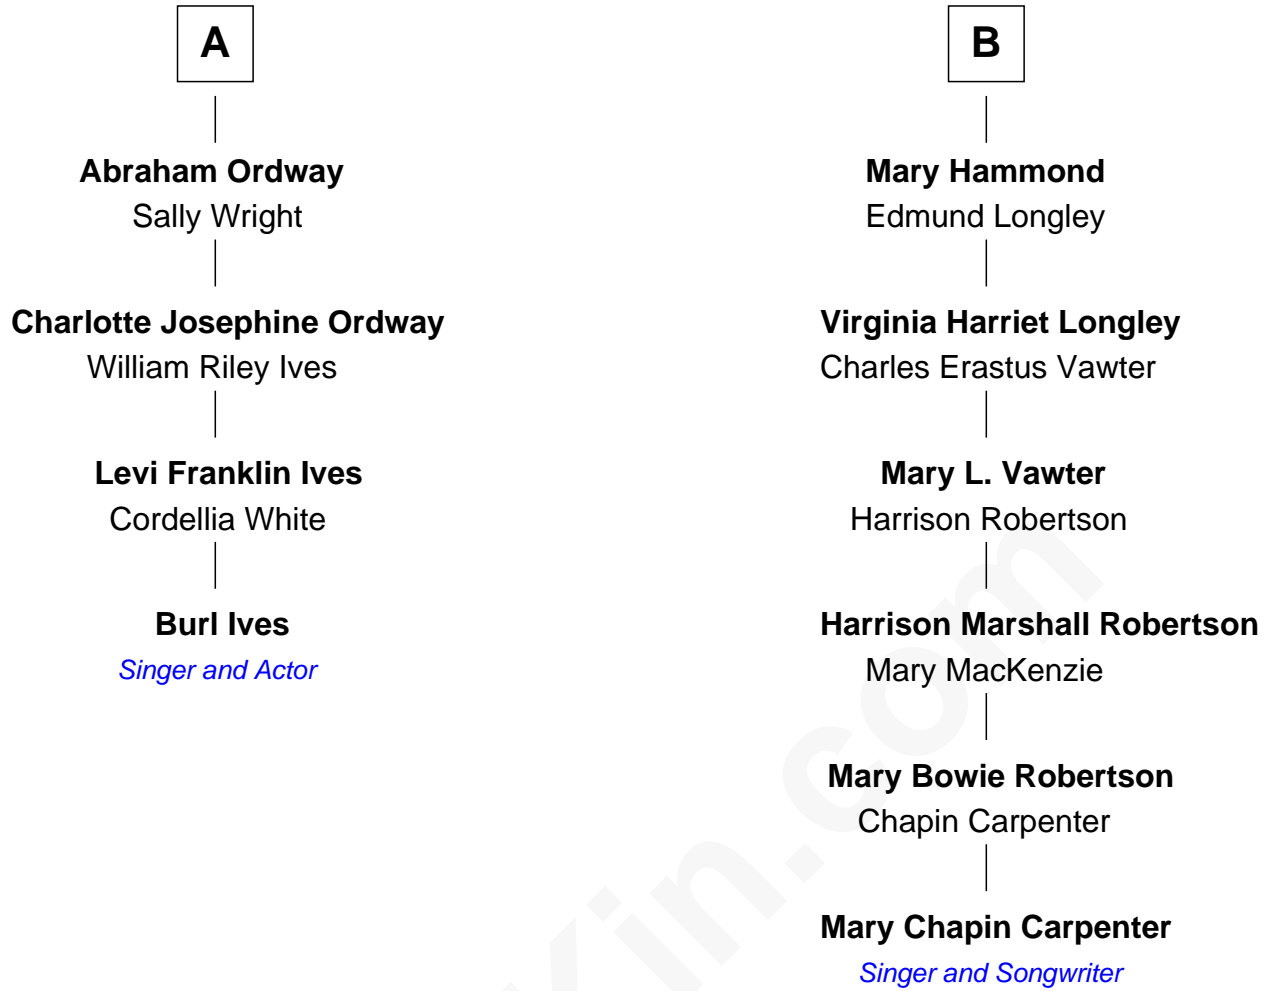 A
Abraham Ordway
Sally Wright
Charlotte Josephine Ordway
William Riley Ives
Levi Franklin Ives
Cordellia White
Burl Ives
Singer and Actor
B
Mary Hammond
Edmund Longley
Virginia Harriet Longley
Charles Erastus Vawter
Mary L. Vawter
Harrison Robertson
Harrison Marshall Robertson
Mary MacKenzie
Mary Bowie Robertson
Chapin Carpenter
Mary Chapin Carpenter
Singer and Songwriter
Kin.com